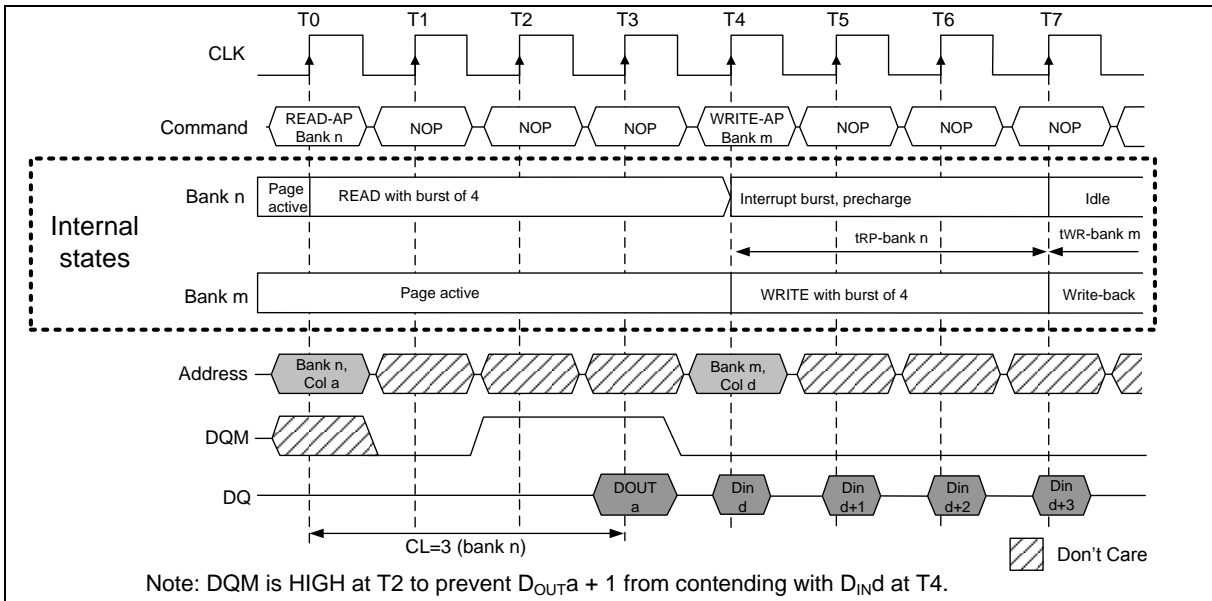 T0 T1 T2 T3 T4 T5 T6 T7
CLK
Command
READ-AP
Bank n
NOP
NOP
NOP
WRITE-AP
Bank m
NOP
NOP
NOP
Internal
states
Bank n
Page
active
READ with burst of 4
Interrupt burst, precharge
Idle
tRP-bank n
tWR-bank m
Bank m
Page active
WRITE with burst of 4
Write-back
Address
Bank n,
Col a
Bank m,
Col d
DQM
DQ
DOUT
a
Din
d
Din
d+1
Din
d+2
Din
d+3
CL=3 (bank n)
Don't Care
Note: DQM is HIGH at T2 to prevent DOUTa + 1 from contending with DINd at T4.